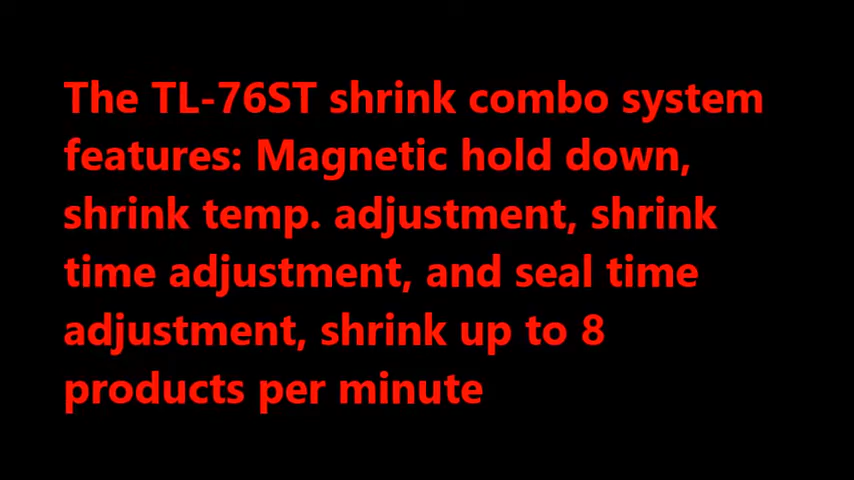 The TL-76ST shrink combo system
features: Magnetic hold down,
shrink temp. adjustment, shrink
time adjustment, and seal time
adjustment, shrink up to 8
products per minute